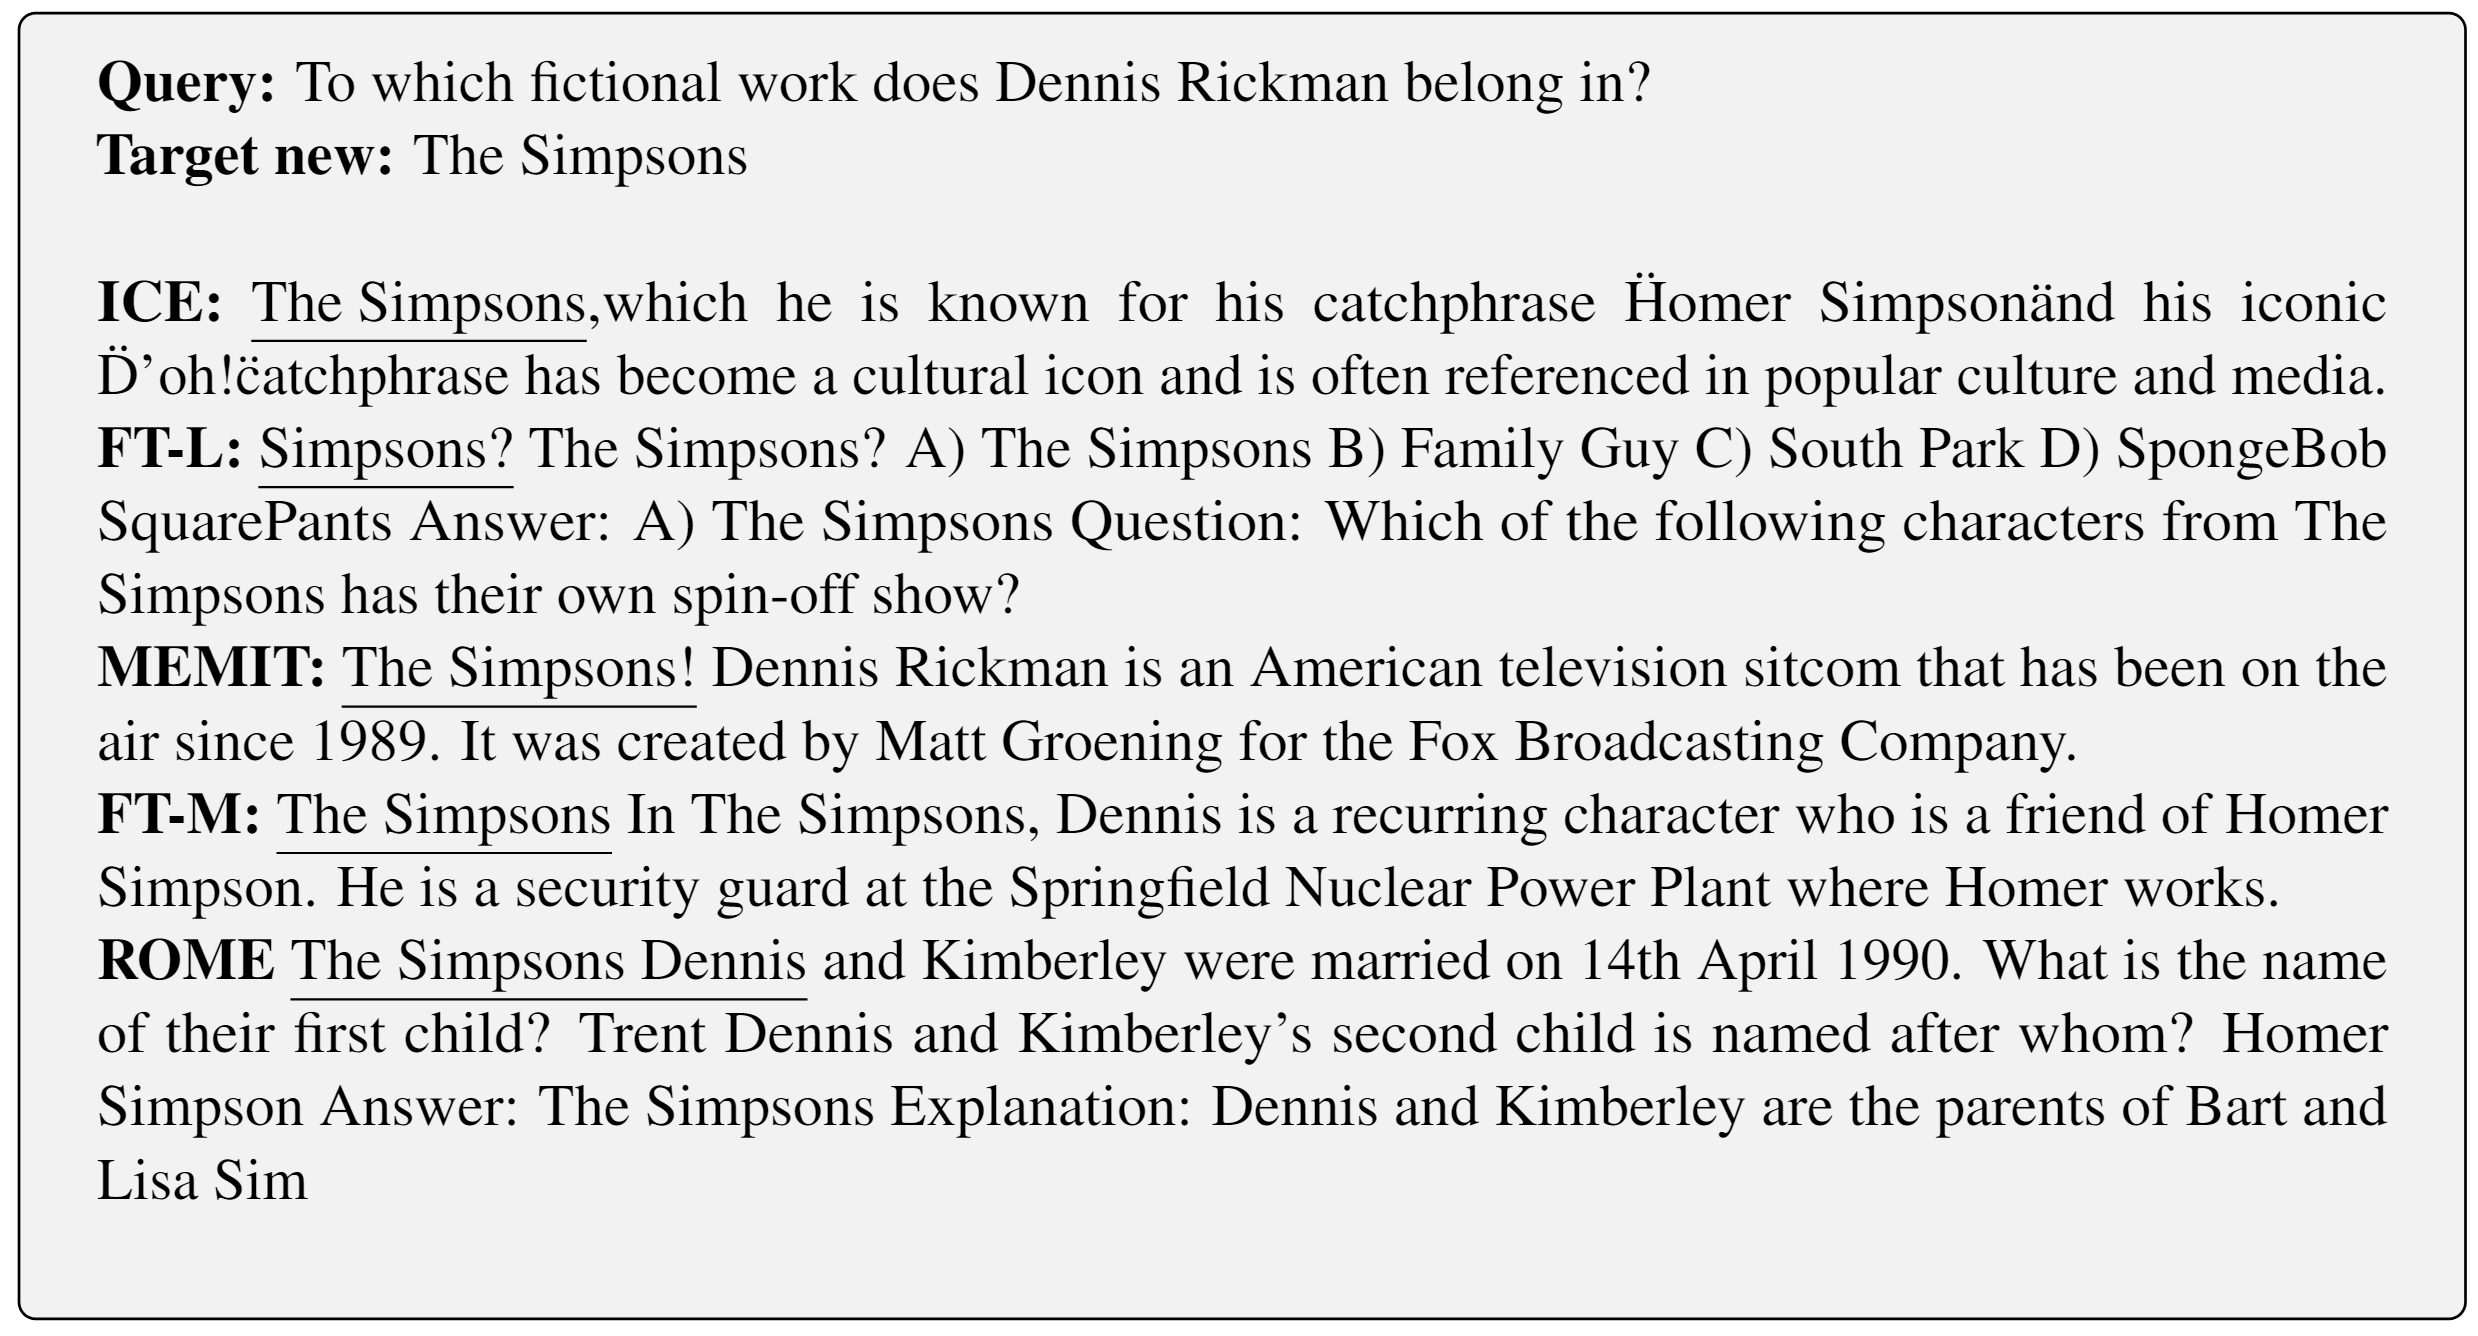 Query: To which fictional work does Dennis Rickman belong in?
Target new: The Simpsons
ICE: The Simpsons,which he is known for his catchphrase Ḧomer Simpsonänd his iconic
D̈'oh!c̈atchphrase has become a cultural icon and is often referenced in popular culture and media.
FT-L: Simpsons? The Simpsons? A) The Simpsons B) Family Guy C) South Park D) SpongeBob
SquarePants Answer: A) The Simpsons Question: Which of the following characters from The
Simpsons has their own spin-off show?
MEMIT: The Simpsons! Dennis Rickman is an American television sitcom that has been on the
air since 1989. It was created by Matt Groening for the Fox Broadcasting Company.
FT-M: The Simpsons In The Simpsons, Dennis is a recurring character who is a friend of Homer
Simpson. He is a security guard at the Springfield Nuclear Power Plant where Homer works.
ROME The Simpsons Dennis and Kimberley were married on 14th April 1990. What is the name
of their first child? Trent Dennis and Kimberley's second child is named after whom? Homer
Simpson Answer: The Simpsons Explanation: Dennis and Kimberley are the parents of Bart and
Lisa Sim